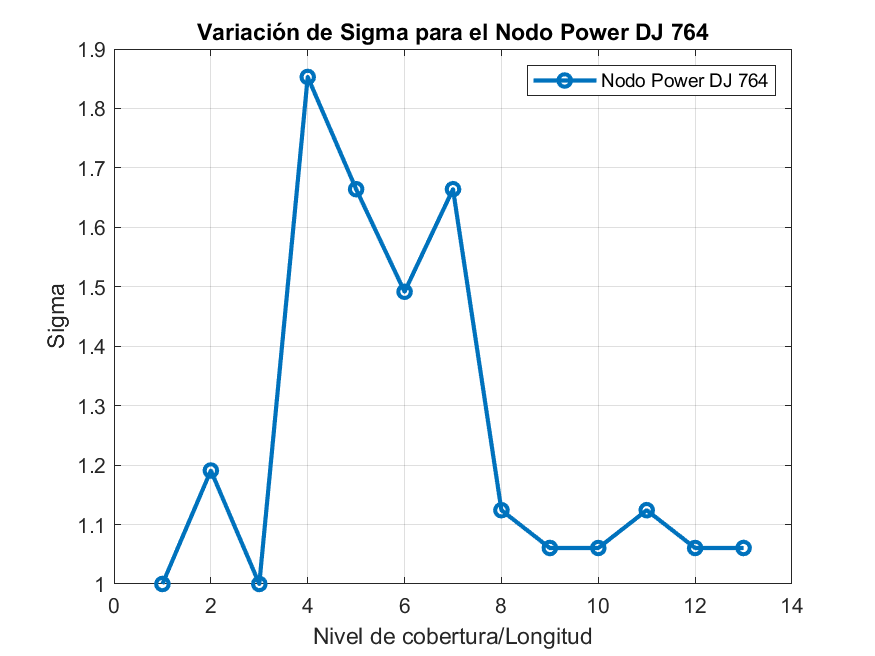 Variación de Sigma para el Nodo Power DJ 764
Nodo Power DJ 764
1.9
1.8
1.7
1.6
1.5
1.4
1.3
1.2
1.1
1
Sigma
0 2 4 6 8 10 12 14
Nivel de cobertura/Longitud